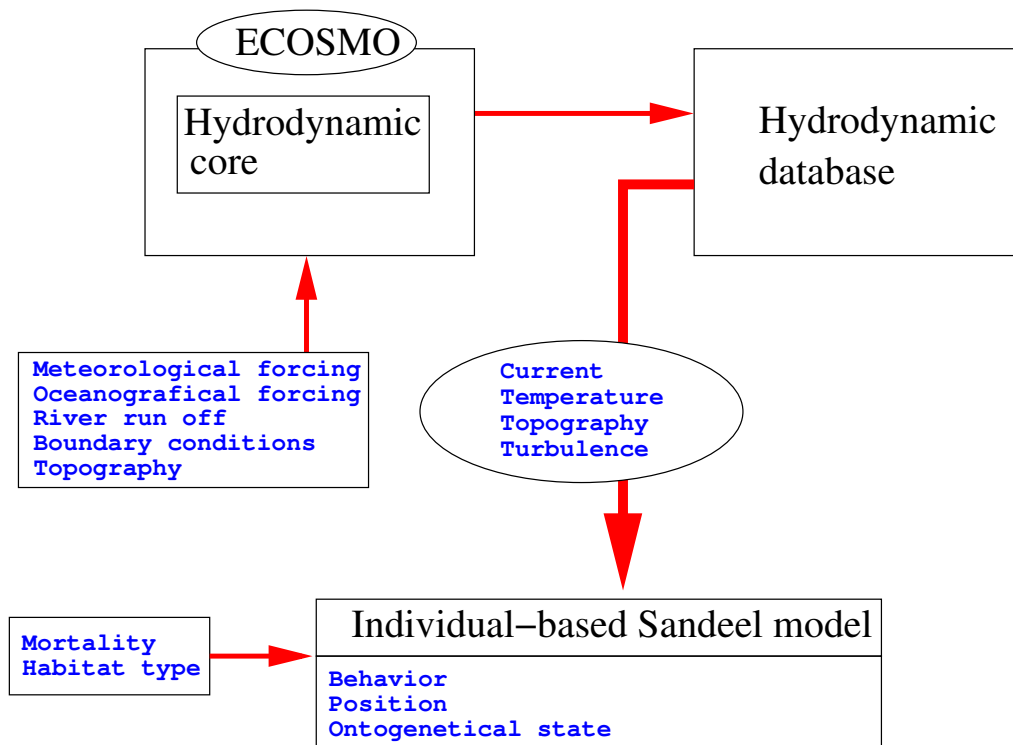 ECOSMO
Hydrodynamic
core
Hydrodynamic
database
Meteorological forcing
Oceanografical forcing
River run off
Boundary conditions
Topography
Current
Temperature
Topography
Turbulence
Mortality
Habitat type
Individual−based Sandeel model
Behavior
Position
Ontogenetical state